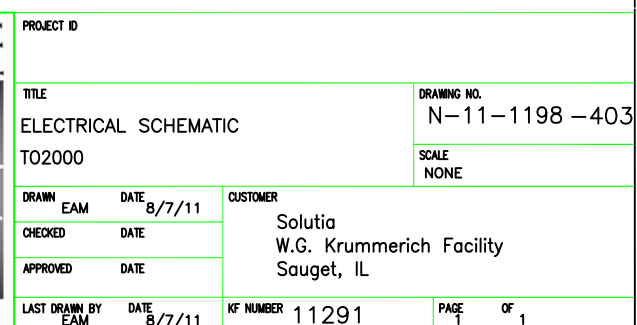 PROJECT ID
TITLE
ELECTRICAL SCHEMATIC
TO2000
DRAWING NO.
N-11-1198-403
SCALE
NONE
DRAWN EAM DATE 8/7/11
CHECKED DATE
APPROVED DATE
CUSTOMER
Solutia
W.G. Krummerich Facility
Sauget, IL
LAST DRAWN BY EAM DATE 8/7/11
KF NUMBER 11291
PAGE 1 OF 1